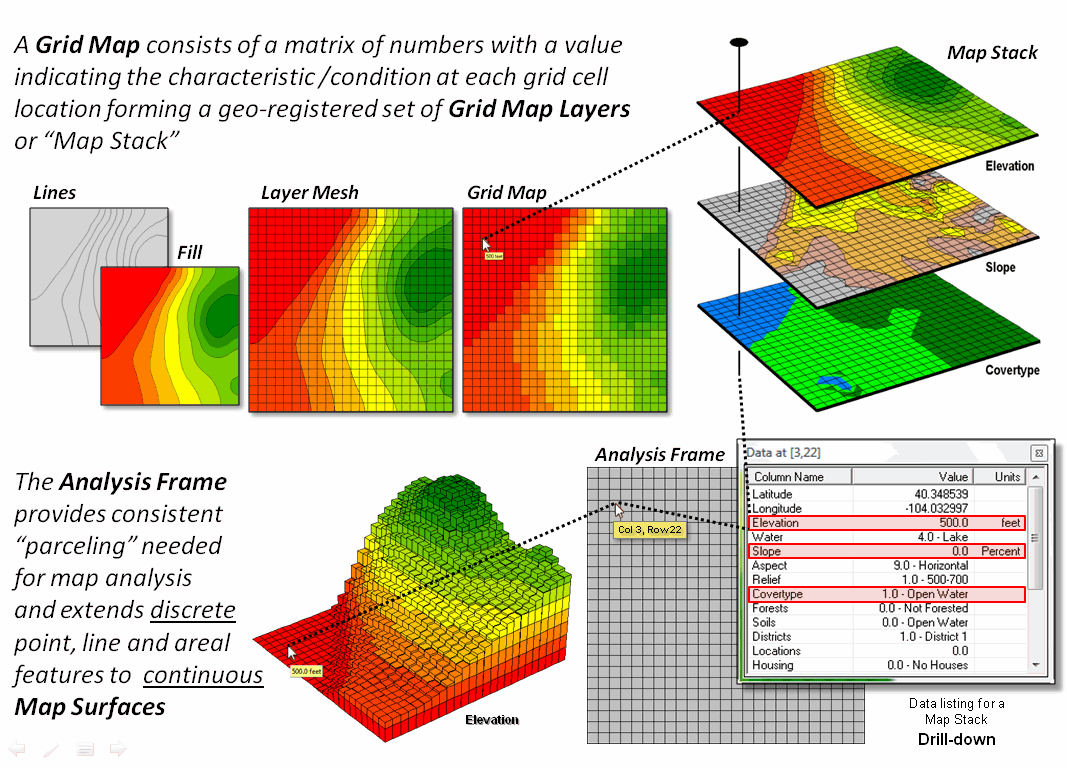 A Grid Map consists of a matrix of numbers with a value
indicating the characteristic /condition at each grid cell
location forming a geo-registered set of Grid Map Layers
or “Map Stack”
Map Stack
Elevation
Slope
Covertype
Lines
Fill
Layer Mesh
Grid Map
500 feet
The Analysis Frame
provides consistent
“parceling” needed
for map analysis
and extends discrete
point, line and areal
features to continuous
Map Surfaces
500.0 feet
Elevation
Analysis Frame
Col 3, Row 22
Data at [3,22]
Column Name Value Units
Latitude 40.348539
Longitude -104.032997
Elevation 500.0 feet
Water 4.0 - Lake
Slope 0.0 Percent
Aspect 9.0 - Horizontal
Relief 1.0 - 500-700
Covertype 1.0 - Open Water
Forests 0.0 - Not Forested
Soils 0.0 - Open Water
Districts 1.0 - District 1
Locations 0.0
Housing 0.0 - No Houses
Data listing for a
Map Stack
Drill-down